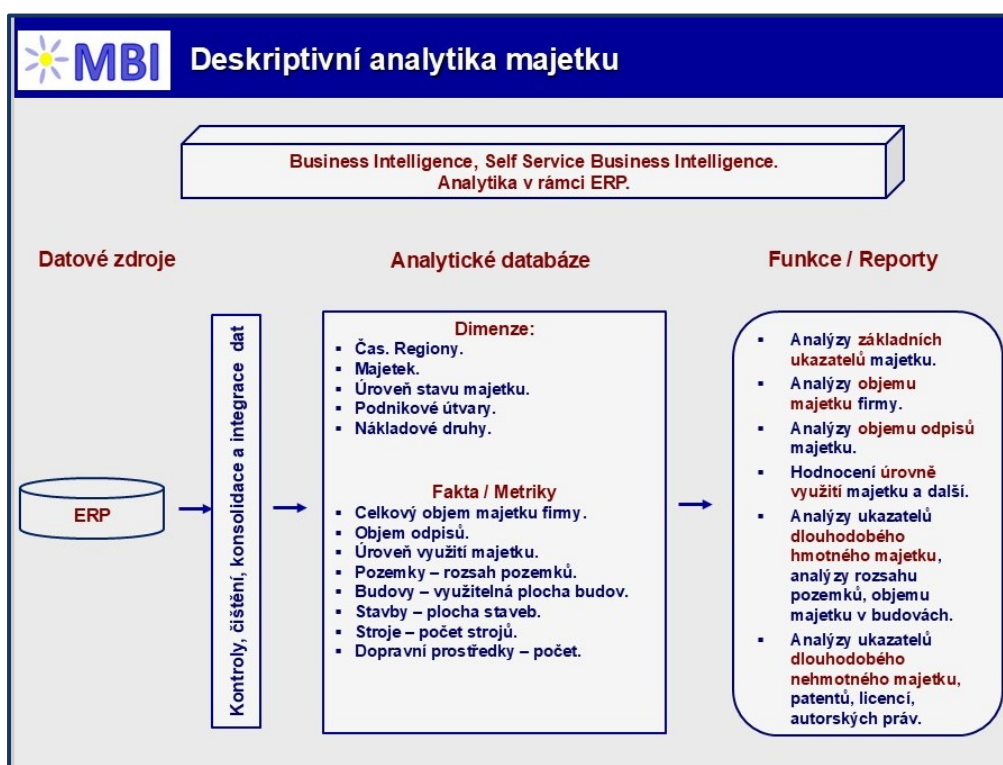 MBI
Deskriptivní analytika majetku
Business Intelligence, Self Service Business Intelligence.
Analytika v rámci ERP.
Datové zdroje
Analytické databáze
Funkce / Reporty
ERP
Kontroly, čištění, konsolidace a integrace dat
Dimenze:
▪ Čas. Regiony.
▪ Majetek.
▪ Úroveň stavu majetku.
▪ Podnikové útvary.
▪ Nákladové druhy.
Fakta / Metriky
▪ Celkový objem majetku firmy.
▪ Objem odpisů.
▪ Úroveň využití majetku.
▪ Pozemky – rozsah pozemků.
▪ Budovy – využitelná plocha budov.
▪ Stavby – plocha staveb.
▪ Stroje – počet strojů.
▪ Dopravní prostředky – počet.
▪ Analýzy základních
ukazatelů majetku.
▪ Analýzy objemu
majetku firmy.
▪ Analýzy objemu odpisů
majetku.
▪ Hodnocení úrovně
využití majetku a další.
▪ Analýzy ukazatelů
dlouhodobého
hmotného majetku,
analýzy rozsahu
pozemků, objemu
majetku v budovách.
▪ Analýzy ukazatelů
dlouhodobého
nehmotného majetku,
patentů, licencí,
autorských práv.